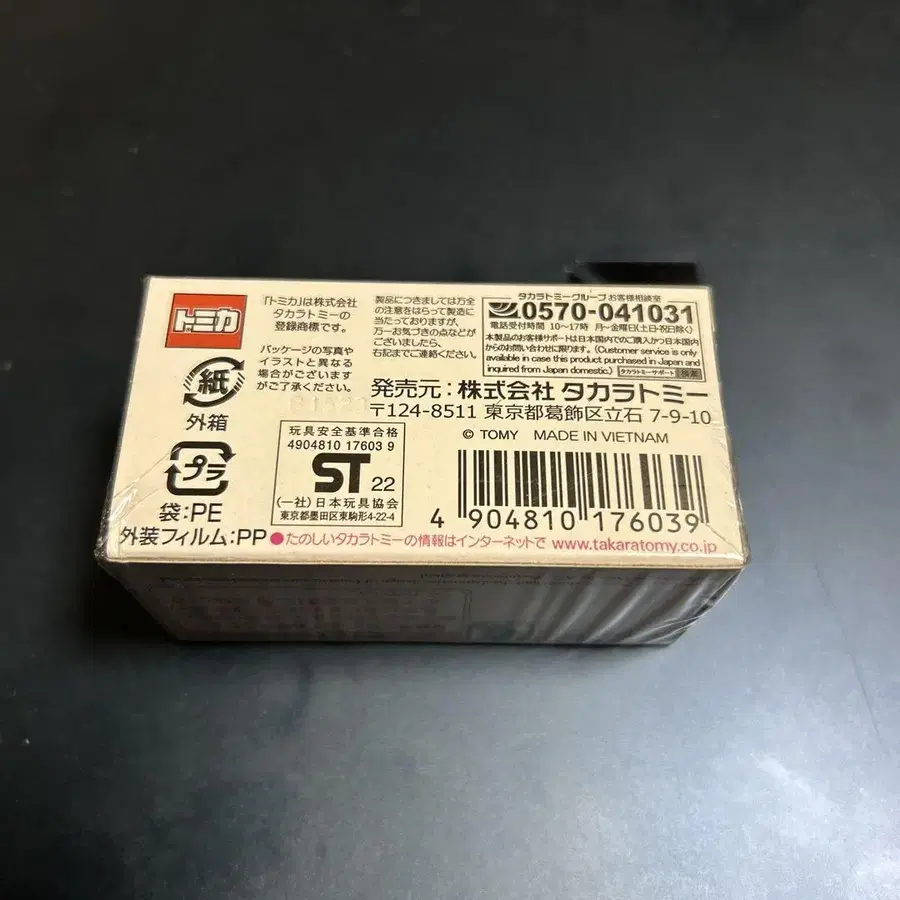 トミカ
「トミカ」は株式会社
タカラトミーの
登録商標です。
パッケージの写真や
イラストと異なる
場合がございます
がご了承ください。
製品につきましては万全
の注意をはらって製造に
当たっておりますが、
万一お気づきの点などが
ございましたら、
右記までご連絡ください。
タカラトミーグループ お客様相談室
0570-041031
電話受付時間 10〜17時 月〜金曜日(土・日・祝日除く)
本製品のお客様サポートは日本国内でのご購入かつ日本国内
からのお問い合わせに限ります。(Customer service is only
available in case this product purchased in Japan and
inquired from Japan domestic.) タカラトミーサポート 検索
紙
外箱
プラ
袋:PE
外装フィルム:PP
発売元:株式会社 タカラトミー
〒124-8511 東京都葛飾区立石 7-9-10
© TOMY MADE IN VIETNAM
玩具安全基準合格
4904810 17603 9
ST 22
(一社)日本玩具協会
東京都墨田区東駒形4-22-4
4 904810 176039
●たのしいタカラトミーの情報はインターネットで www.takaratomy.co.jp